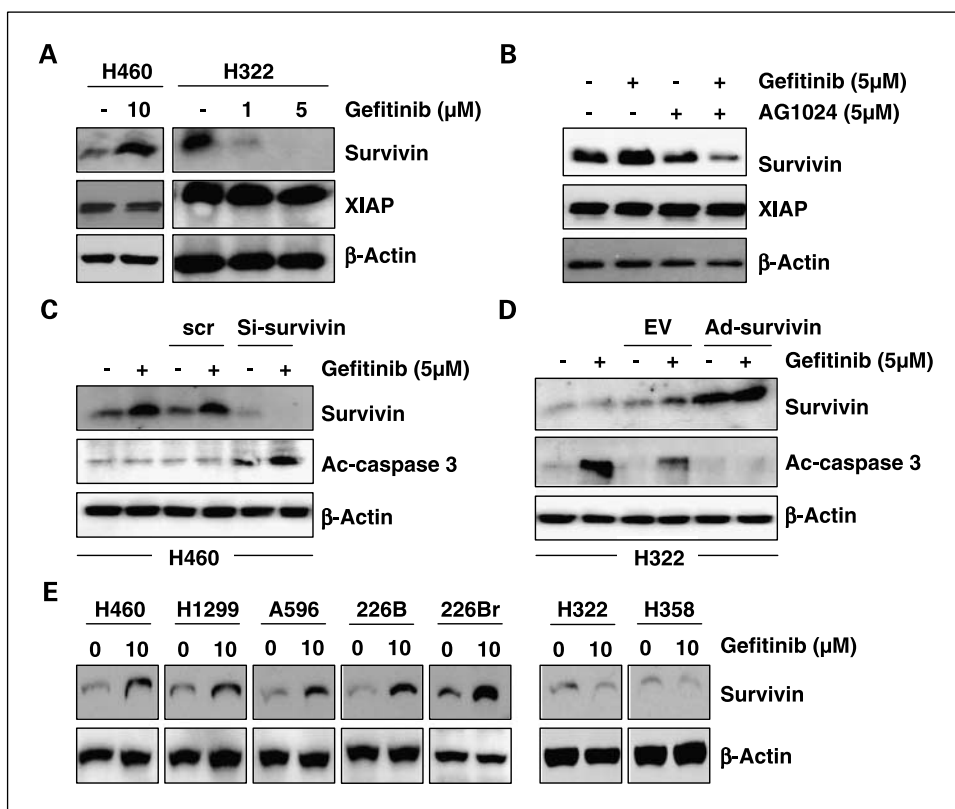 A
H460 H322
- 10 - 1 5 Gefitinib (μM)
Survivin
XIAP
β-Actin
B
- + - + Gefitinib (5μM)
- - + + AG1024 (5μM)
Survivin
XIAP
β-Actin
C
scr Si-survivin
- + - + - + Gefitinib (5μM)
Survivin
Ac-caspase 3
β-Actin
H460
D
EV Ad-survivin
- + - + - + Gefitinib (5μM)
Survivin
Ac-caspase 3
β-Actin
H322
E
H460 H1299 A596 226B 226Br H322 H358
0 10 0 10 0 10 0 10 0 10 0 10 0 10 Gefitinib (μM)
Survivin
β-Actin